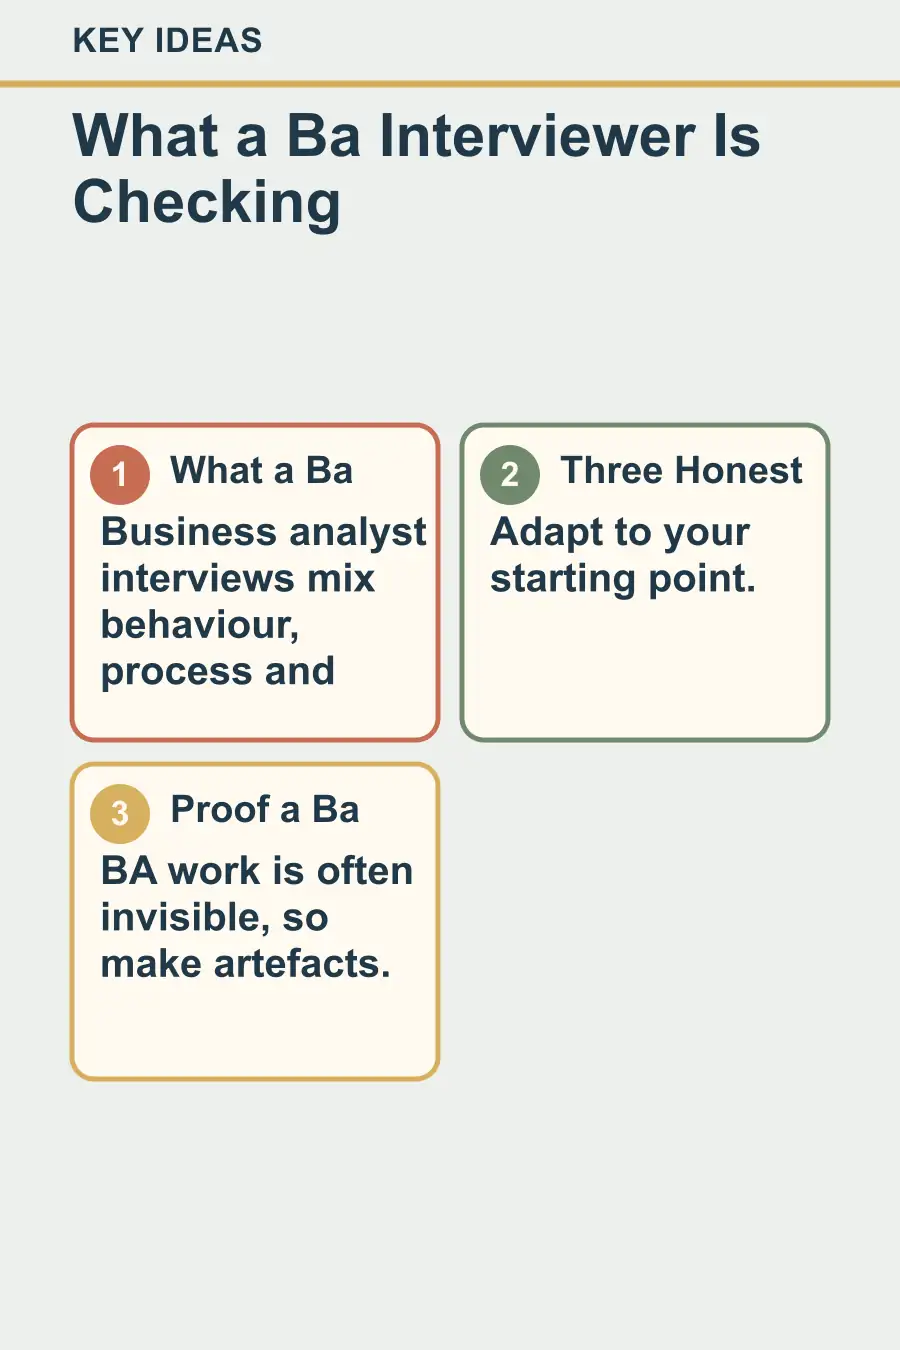 KEY IDEAS
What a Ba Interviewer Is
Checking
1 What a Ba
Business analyst
interviews mix
behaviour,
process and
2 Three Honest
Adapt to your
starting point.
3 Proof a Ba
BA work is often
invisible, so
make artefacts.